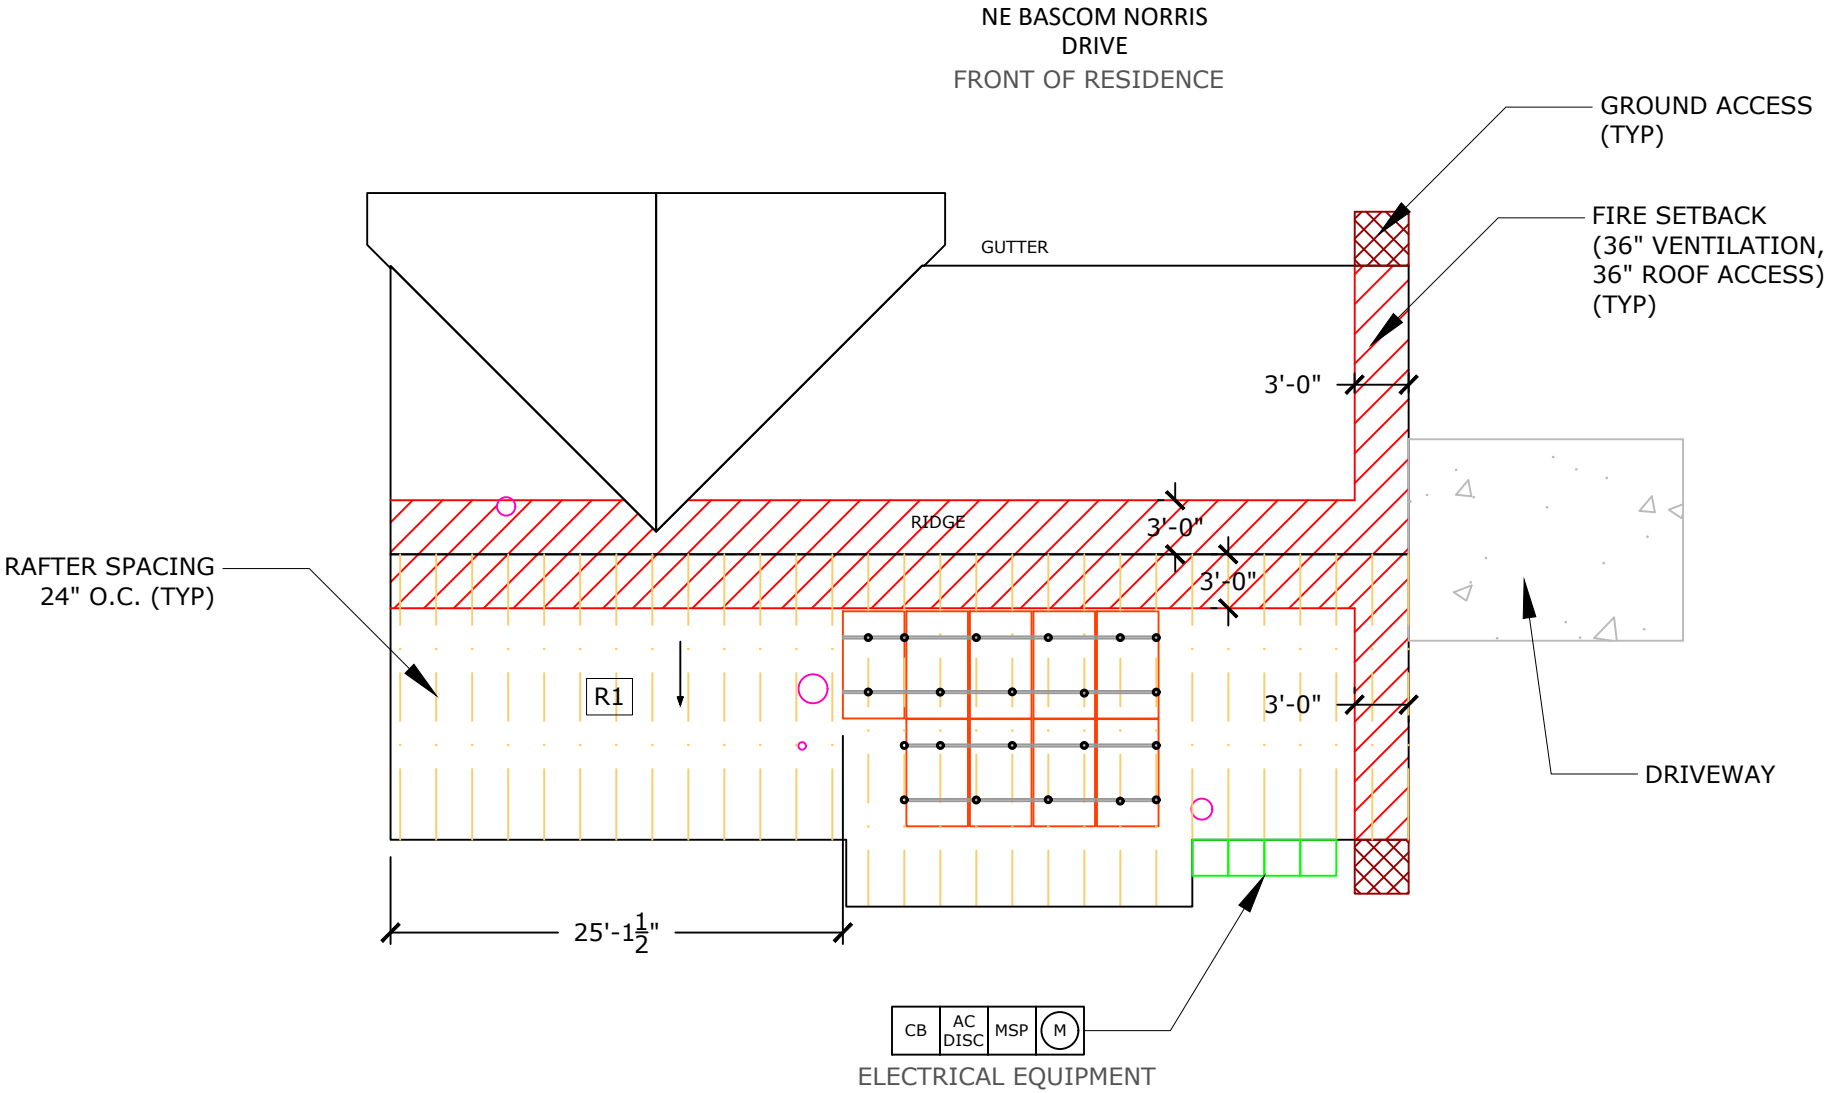 NE BASCOM NORRIS
DRIVE
FRONT OF RESIDENCE
GROUND ACCESS
(TYP)
FIRE SETBACK
(36" VENTILATION,
36" ROOF ACCESS)
(TYP)
GUTTER
3'-0"
RIDGE
3'-0"
3'-0"
RAFTER SPACING
24" O.C. (TYP)
R1
3'-0"
DRIVEWAY
25'-1 1/2"
CB
AC
DISC
MSP
M
ELECTRICAL EQUIPMENT